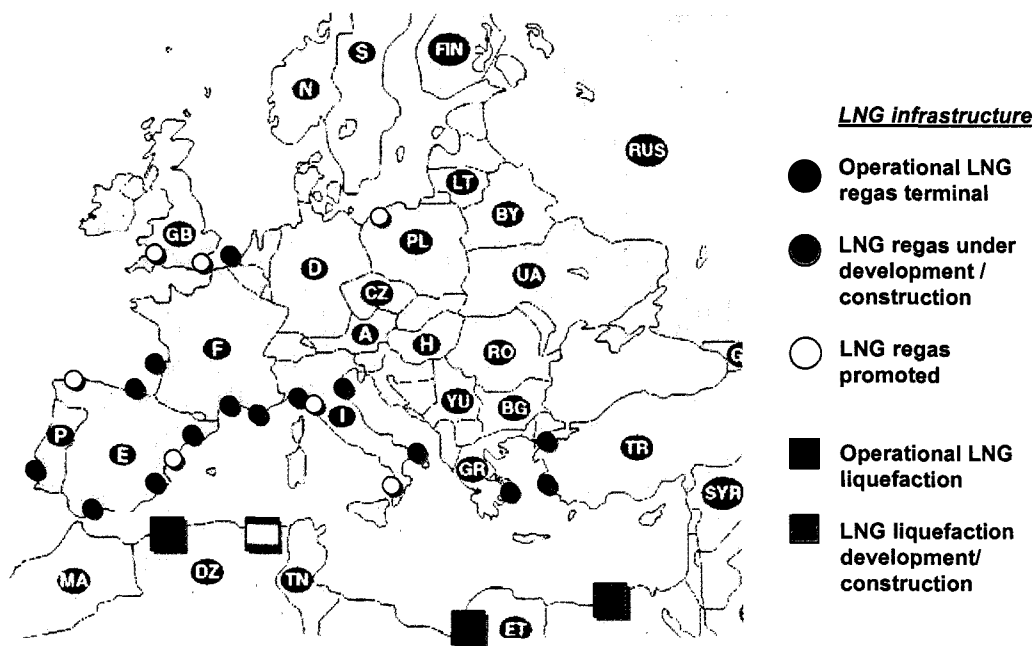 S
FIN
N
RUS
LT
BY
GB
PL
D
UA
CZ
A
H
F
RO
YU
BG
I
P
E
GR
TR
SYR
MA
DZ
TN
ET
LNG infrastructure
Operational LNG
regas terminal
LNG regas under
development /
construction
LNG regas
promoted
Operational LNG
liquefaction
LNG liquefaction
development/
construction